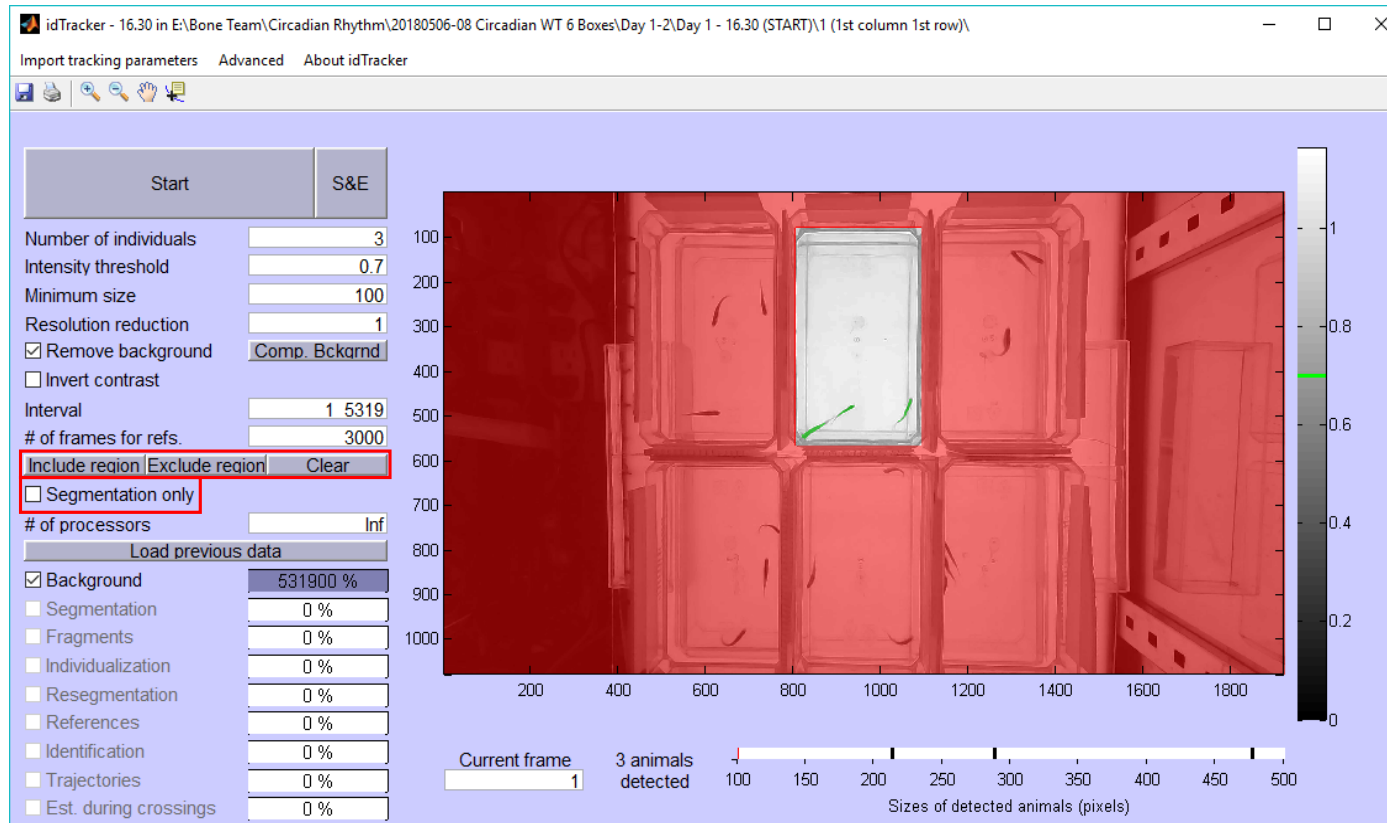 idTracker - 16.30 in E:\Bone Team\Circadian Rhythm\20180506-08 Circadian WT 6 Boxes\Day 1-2\Day 1 - 16.30 (START)\1 (1st column 1st row)\
Import tracking parameters Advanced About idTracker
Start S&E
Number of individuals 3
Intensity threshold 0.7
Minimum size 100
Resolution reduction 1
Remove background Comp. Bckgrnd
Invert contrast
Interval 1 5319
# of frames for refs. 3000
Include region Exclude region Clear
Segmentation only
# of processors Inf
Load previous data
Background 531900 %
Segmentation 0 %
Fragments 0 %
Individualization 0 %
Resegmentation 0 %
References 0 %
Identification 0 %
Trajectories 0 %
Est. during crossings 0 %
100
200
300
400
500
600
700
800
900
1000
200 400 600 800 1000 1200 1400 1600 1800
1
0.8
0.6
0.4
0.2
0
Current frame
1
3 animals
detected
100 150 200 250 300 350 400 450 500
Sizes of detected animals (pixels)